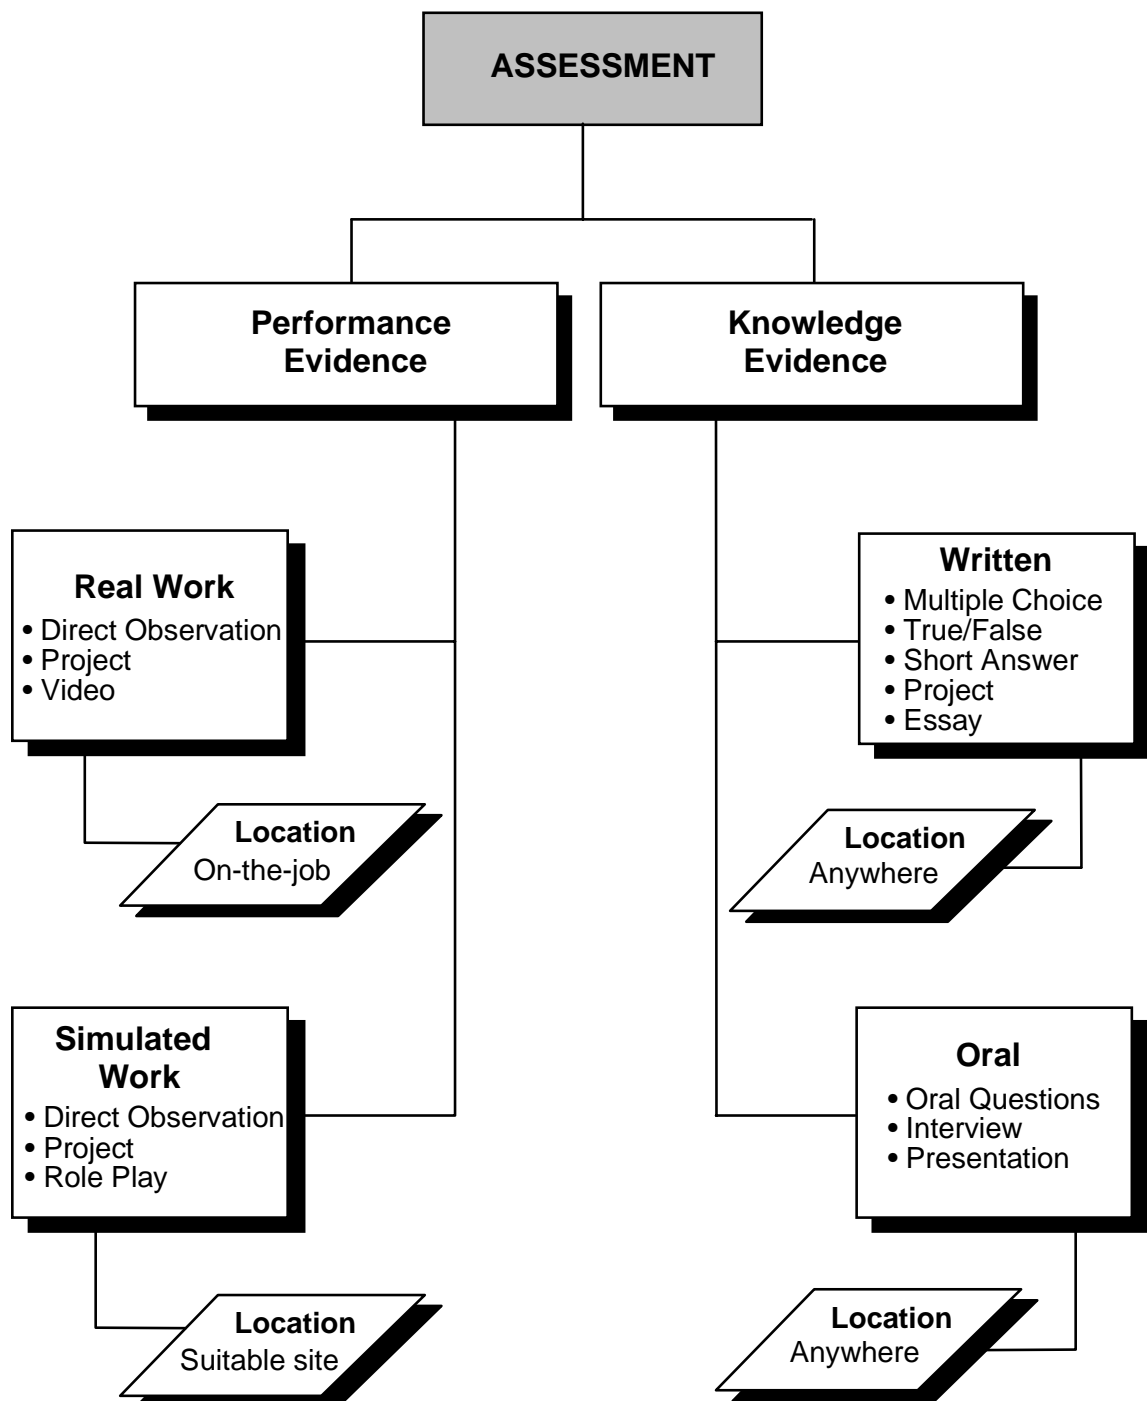 ASSESSMENT
Performance
Evidence
Knowledge
Evidence
Real Work
• Direct Observation
• Project
• Video
Written
• Multiple Choice
• True/False
• Short Answer
• Project
• Essay
Location
On-the-job
Location
Anywhere
Simulated
Work
• Direct Observation
• Project
• Role Play
Oral
• Oral Questions
• Interview
• Presentation
Location
Suitable site
Location
Anywhere